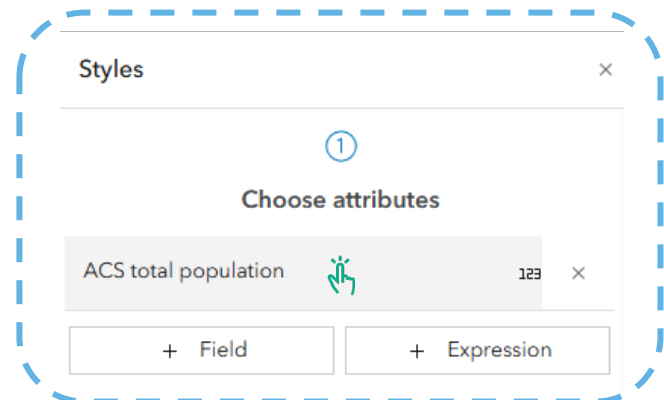 Styles ×
1
Choose attributes
ACS total population 123 ×
+ Field + Expression